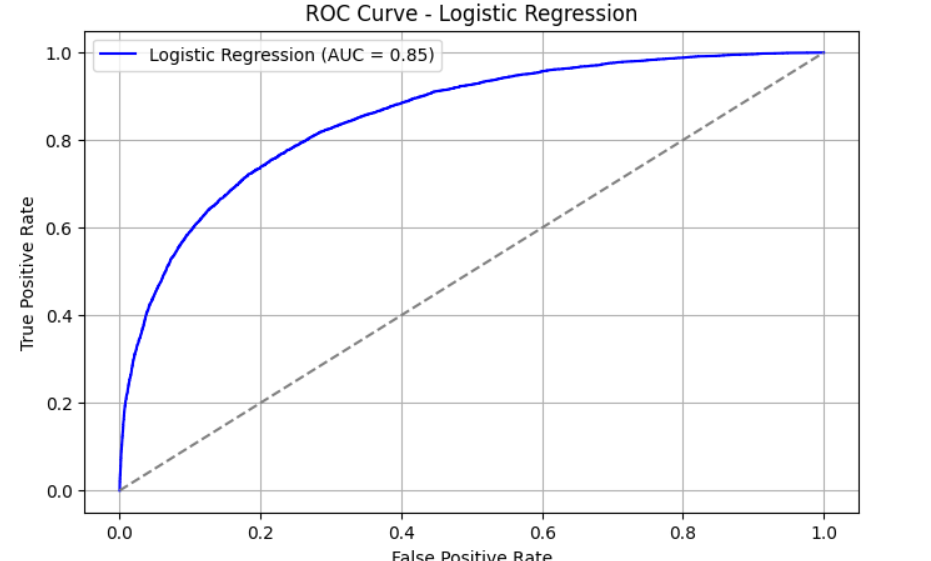 ROC Curve - Logistic Regression
Logistic Regression (AUC = 0.85)
True Positive Rate
1.0
0.8
0.6
0.4
0.2
0.0
0.0 0.2 0.4 0.6 0.8 1.0
False Positive Rate